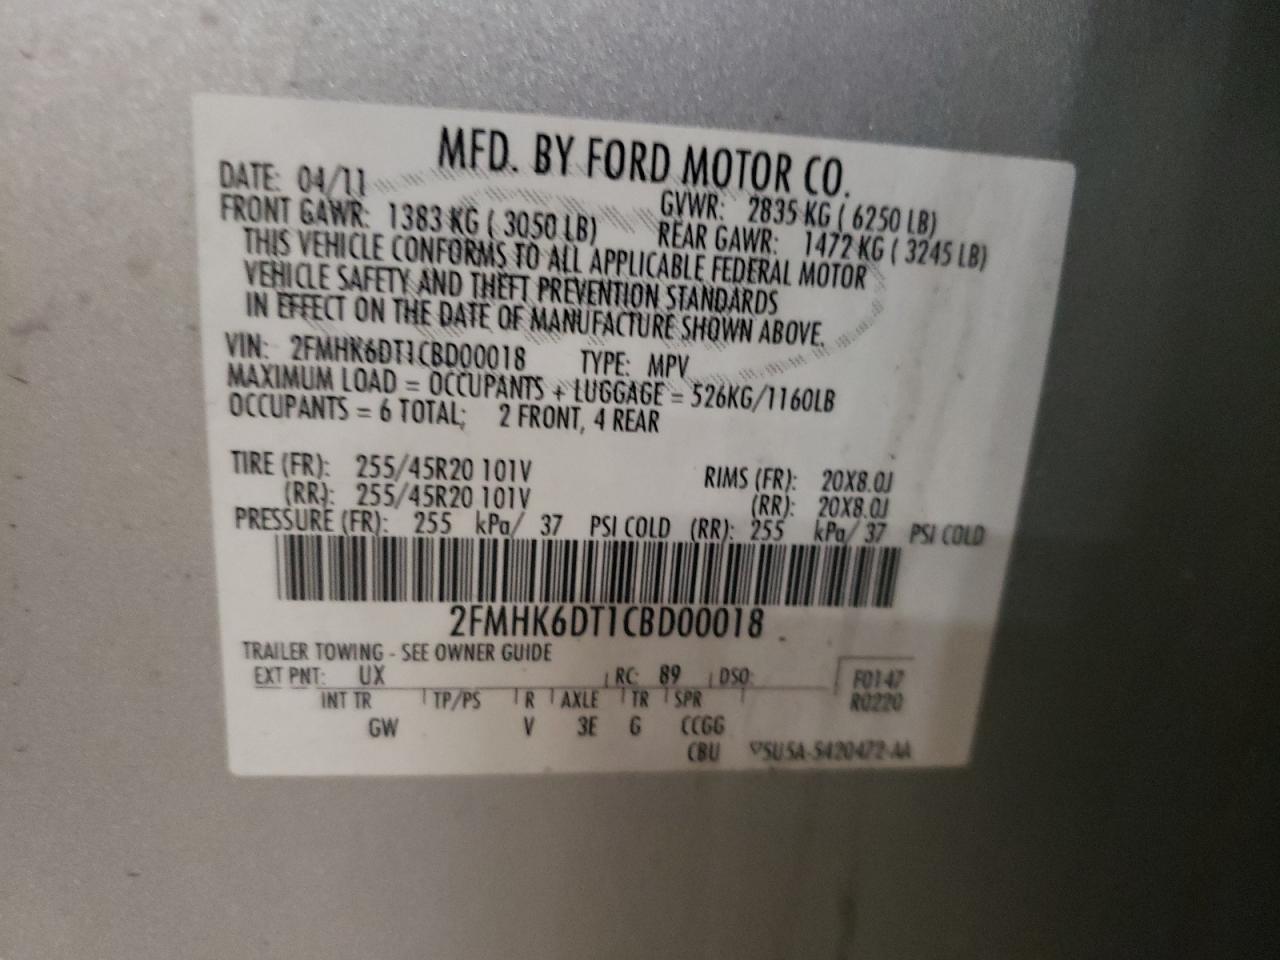 MFD. BY FORD MOTOR CO.
DATE: 04/11 GVWR: 2835 KG ( 6250 LB)
FRONT GAWR: 1383 KG ( 3050 LB) REAR GAWR: 1472 KG ( 3245 LB)
THIS VEHICLE CONFORMS TO ALL APPLICABLE FEDERAL MOTOR
VEHICLE SAFETY AND THEFT PREVENTION STANDARDS
IN EFFECT ON THE DATE OF MANUFACTURE SHOWN ABOVE.
VIN: 2FMHK6DT1CBD00018 TYPE: MPV
MAXIMUM LOAD = OCCUPANTS + LUGGAGE = 526KG/1160LB
OCCUPANTS = 6 TOTAL; 2 FRONT, 4 REAR
TIRE (FR): 255/45R20 101V RIMS (FR): 20X8.0J
(RR): 255/45R20 101V (RR): 20X8.0J
PRESSURE (FR): 255 kPa/ 37 PSI COLD (RR): 255 kPa/ 37 PSI COLD
2FMHK6DT1CBD00018
TRAILER TOWING - SEE OWNER GUIDE
EXT PNT: UX RC: 89 DSO: F0147
INT TR TP/PS R AXLE TR SPR R0220
GW V 3E G CCGG
CBU 5U5A-5420472-AA